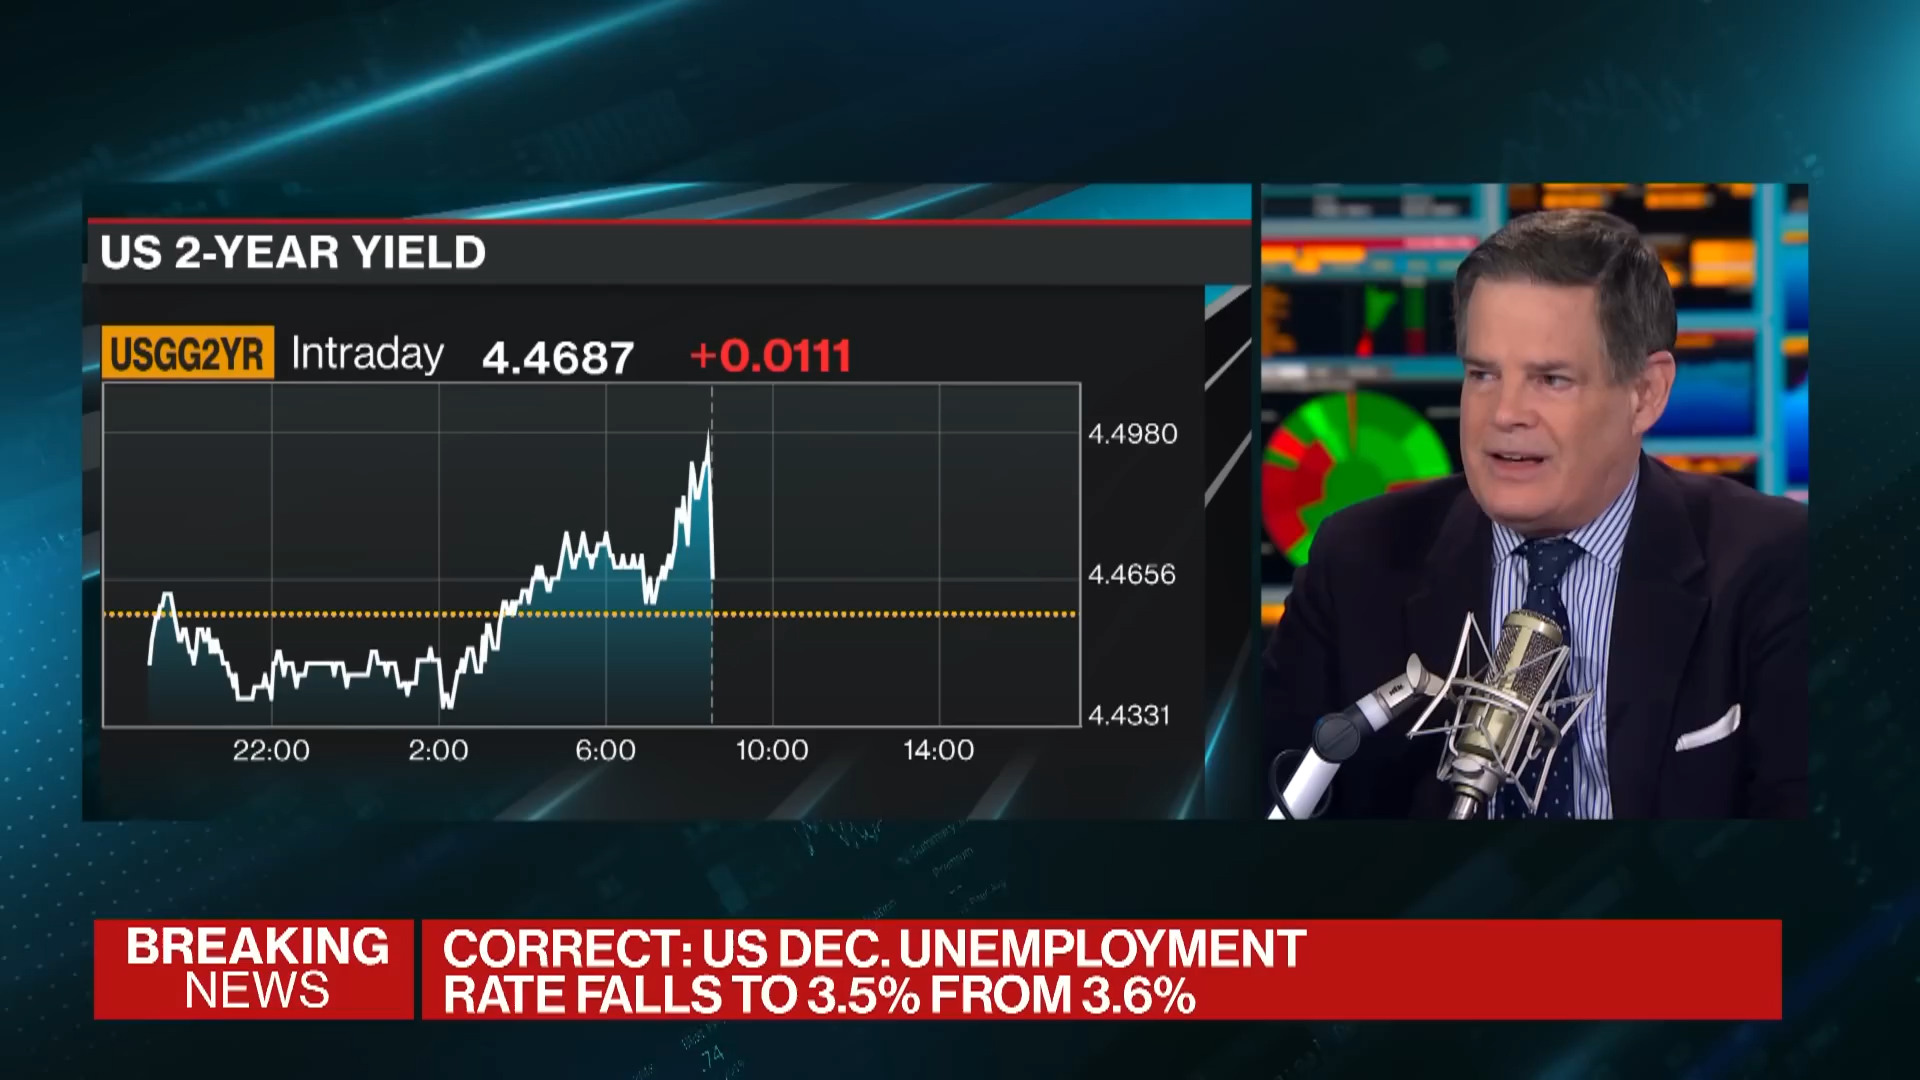 US 2-YEAR YIELD
USGG2YR Intraday 4.4687 +0.0111
4.4980
4.4656
4.4331
22:00 2:00 6:00 10:00 14:00
BREAKING
NEWS
CORRECT: US DEC. UNEMPLOYMENT
RATE FALLS TO 3.5% FROM 3.6%
74